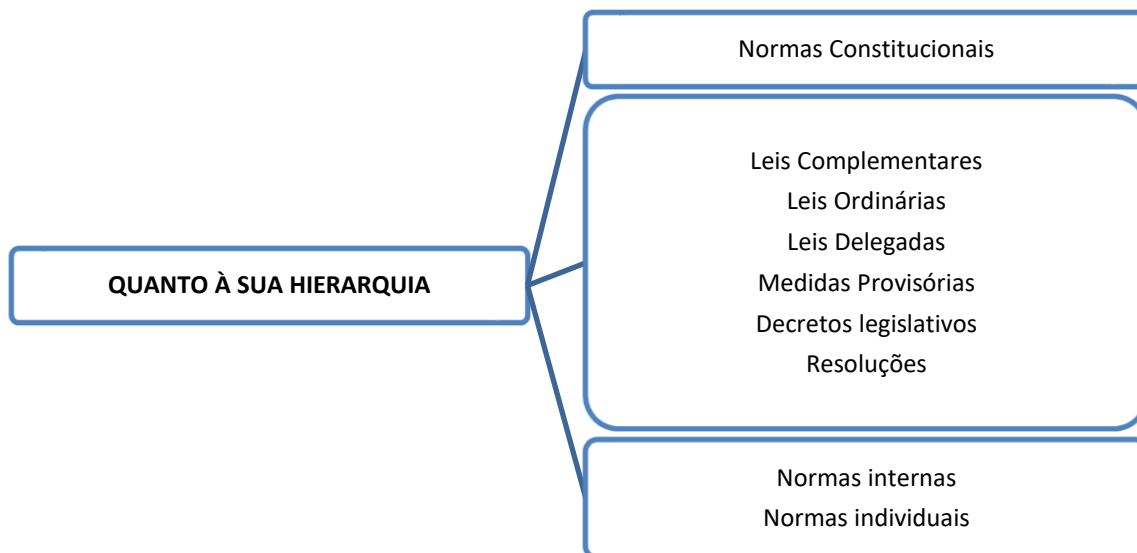 Normas Constitucionais
Leis Complementares
Leis Ordinárias
Leis Delegadas
Medidas Provisórias
Decretos legislativos
Resoluções
QUANTO À SUA HIERARQUIA
Normas internas
Normas individuais